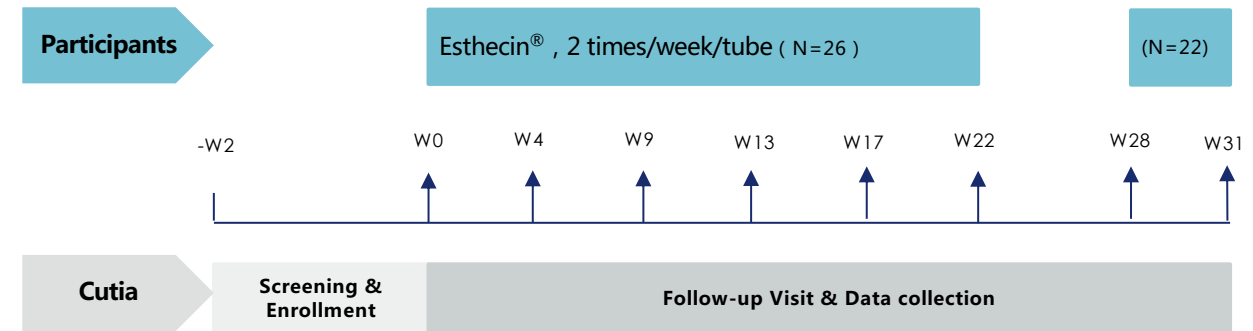 Participants
Esthecin® , 2 times/week/tube ( N=26 )
(N=22)
-W2
W0
W4
W9
W13
W17
W22
W28
W31
Cutia
Screening &
Enrollment
Follow-up Visit & Data collection